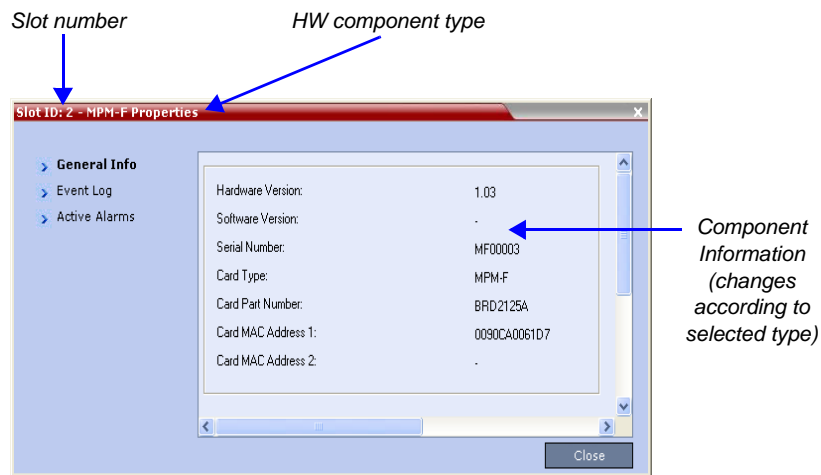 Slot number
HW component type
Slot ID: 2 - MPM-F Properties
x
General Info
Event Log
Active Alarms
Hardware Version: 1.03
Software Version: -
Serial Number: MF00003
Card Type: MPM-F
Card Part Number: BRD2125A
Card MAC Address 1: 0090CA0061D7
Card MAC Address 2: -
Close
Component
Information
(changes
according to
selected type)